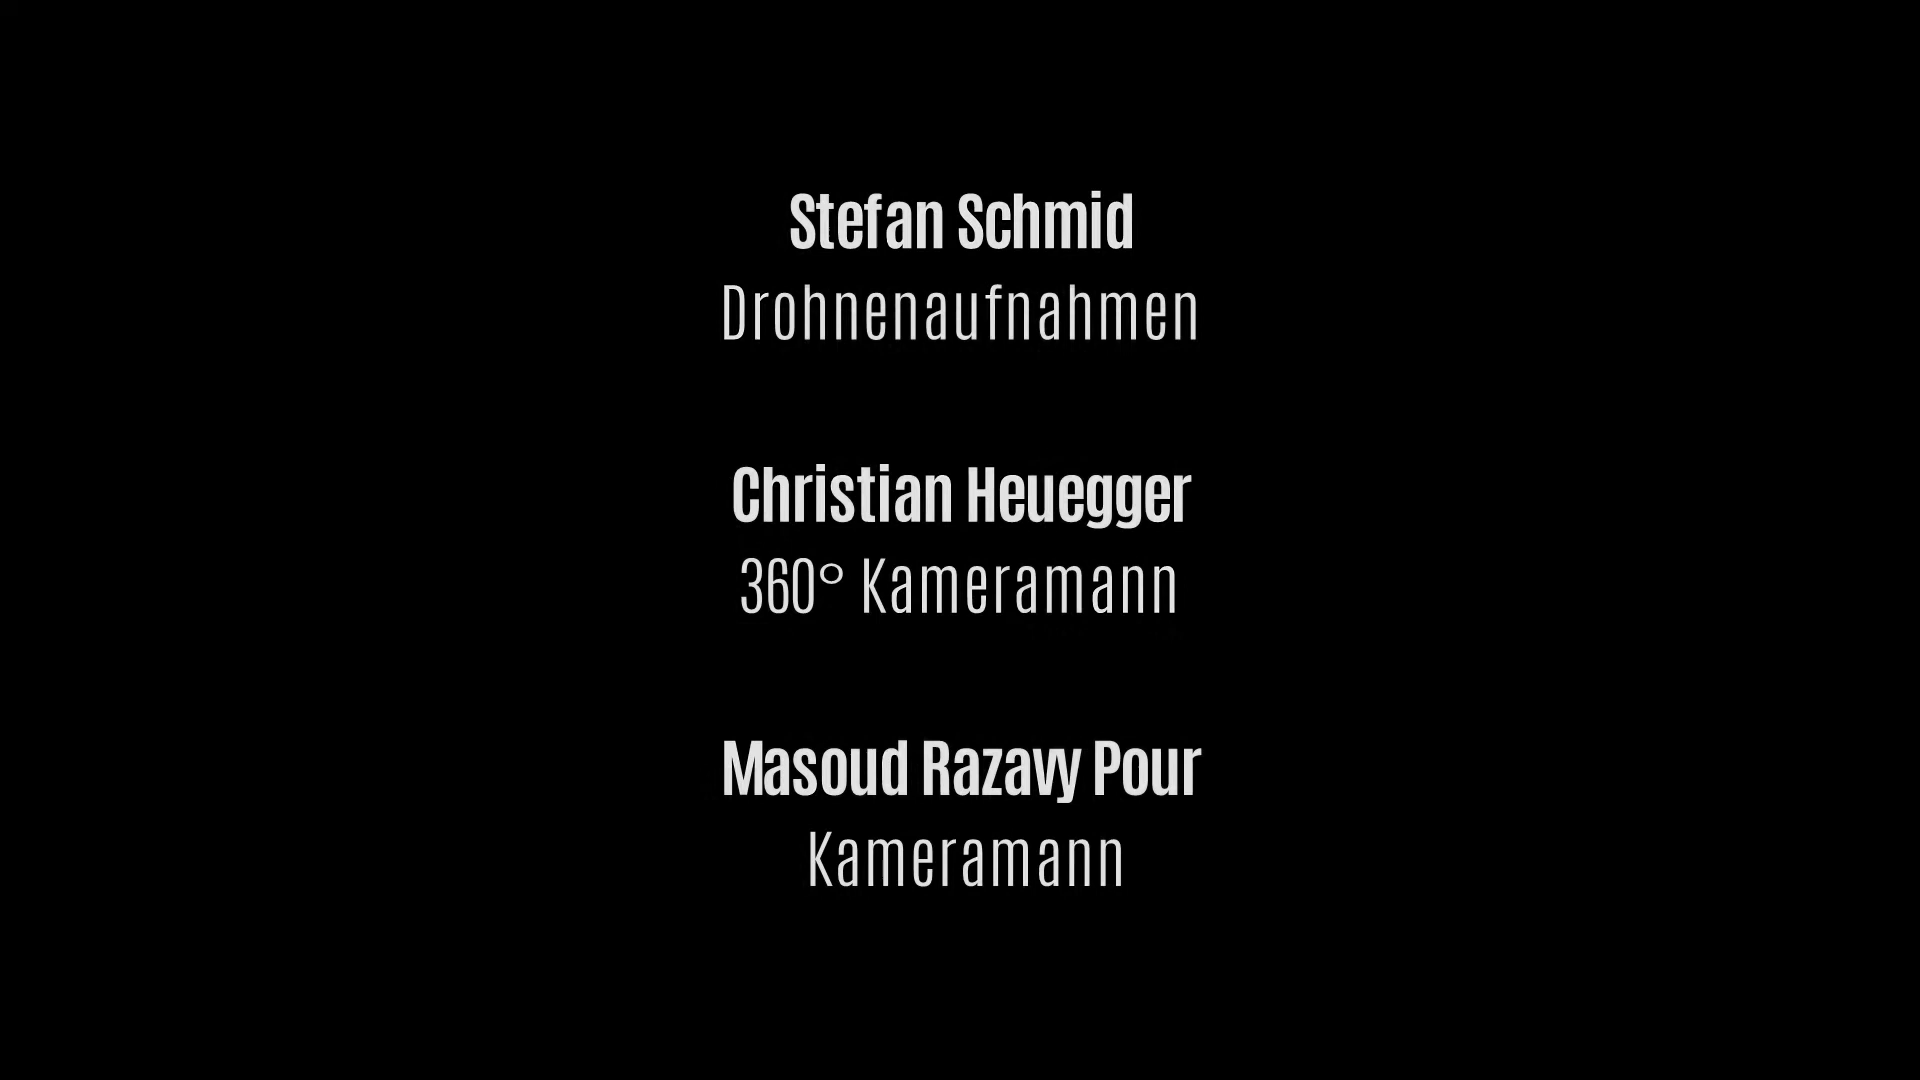 Stefan Schmid
Drohnenaufnahmen
Christian Heuegger
360° Kameramann
Masoud Razavy Pour
Kameramann